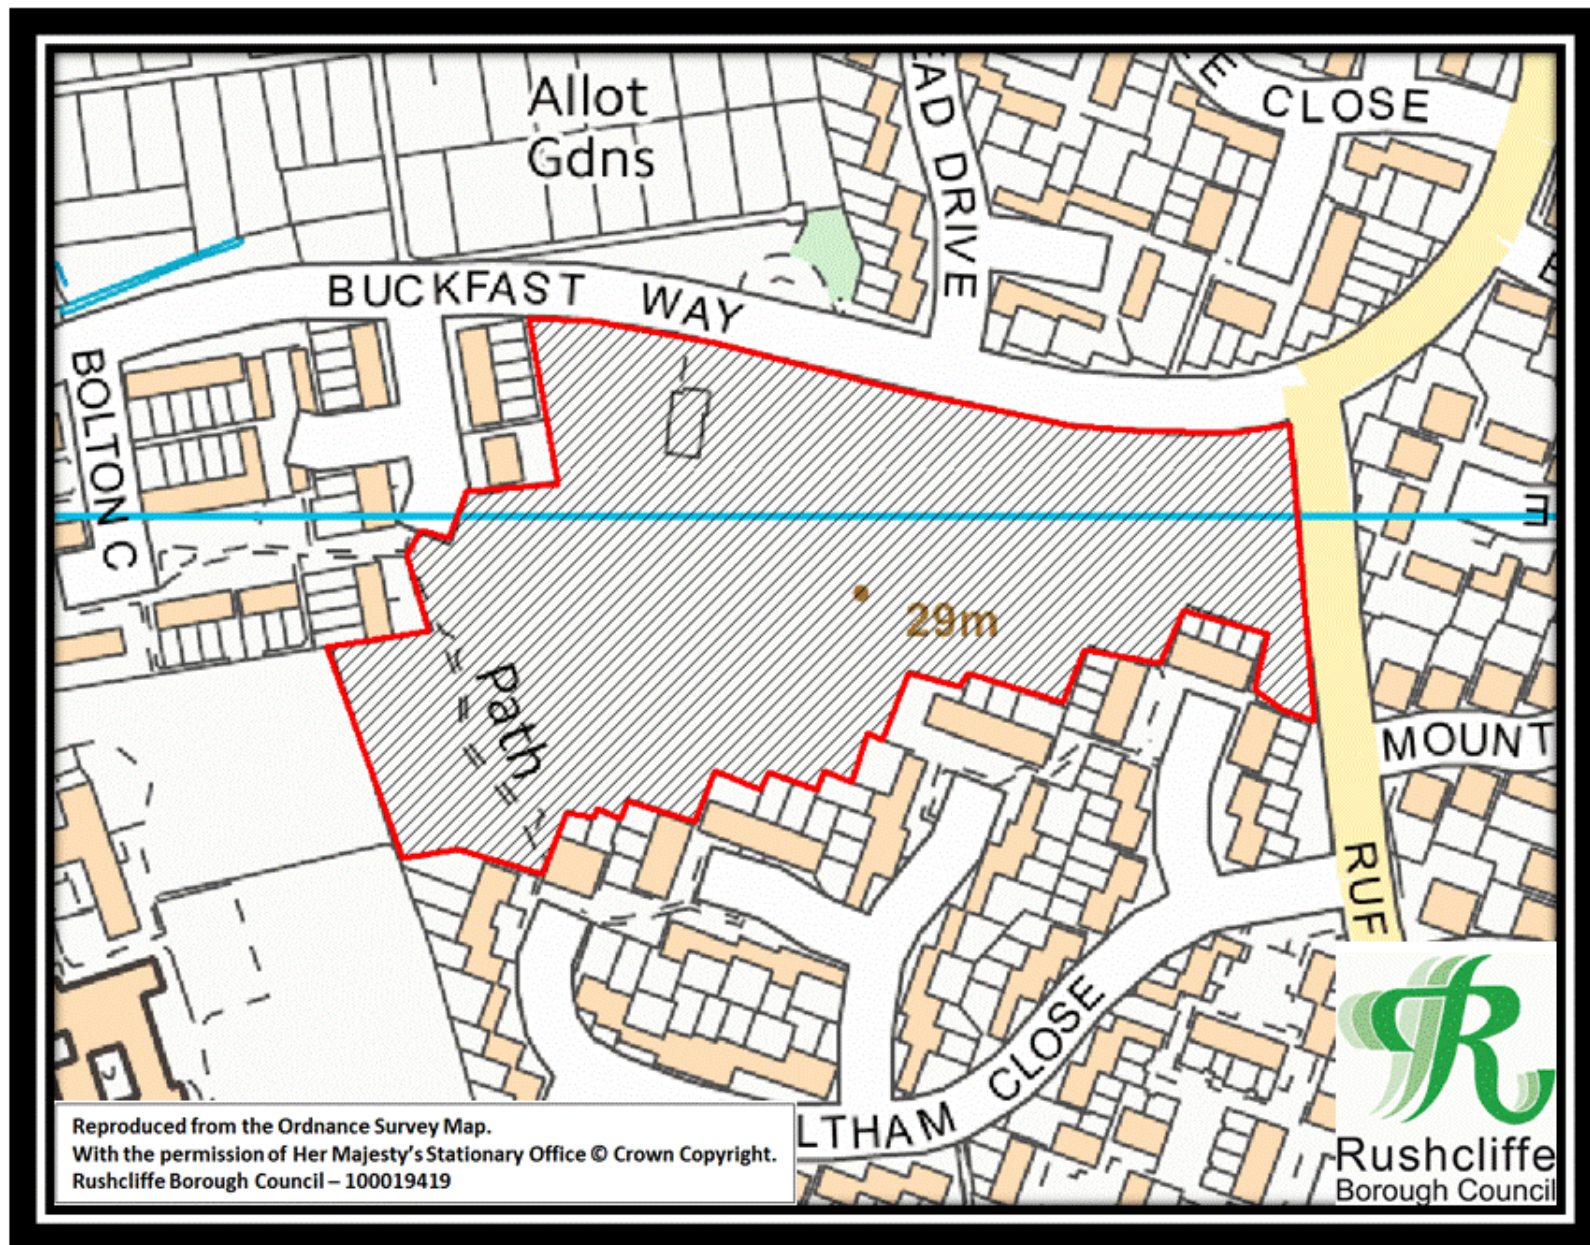 Allot
Gdns
EAD DRIVE
E
CLOSE
BUCKFAST WAY
BOLTON C
E
29m
Path
MOUNT
RUF
CLOSE
LTHAM
Reproduced from the Ordnance Survey Map.
With the permission of Her Majesty's Stationary Office © Crown Copyright.
Rushcliffe Borough Council – 100019419
R
Rushcliffe
Borough Council